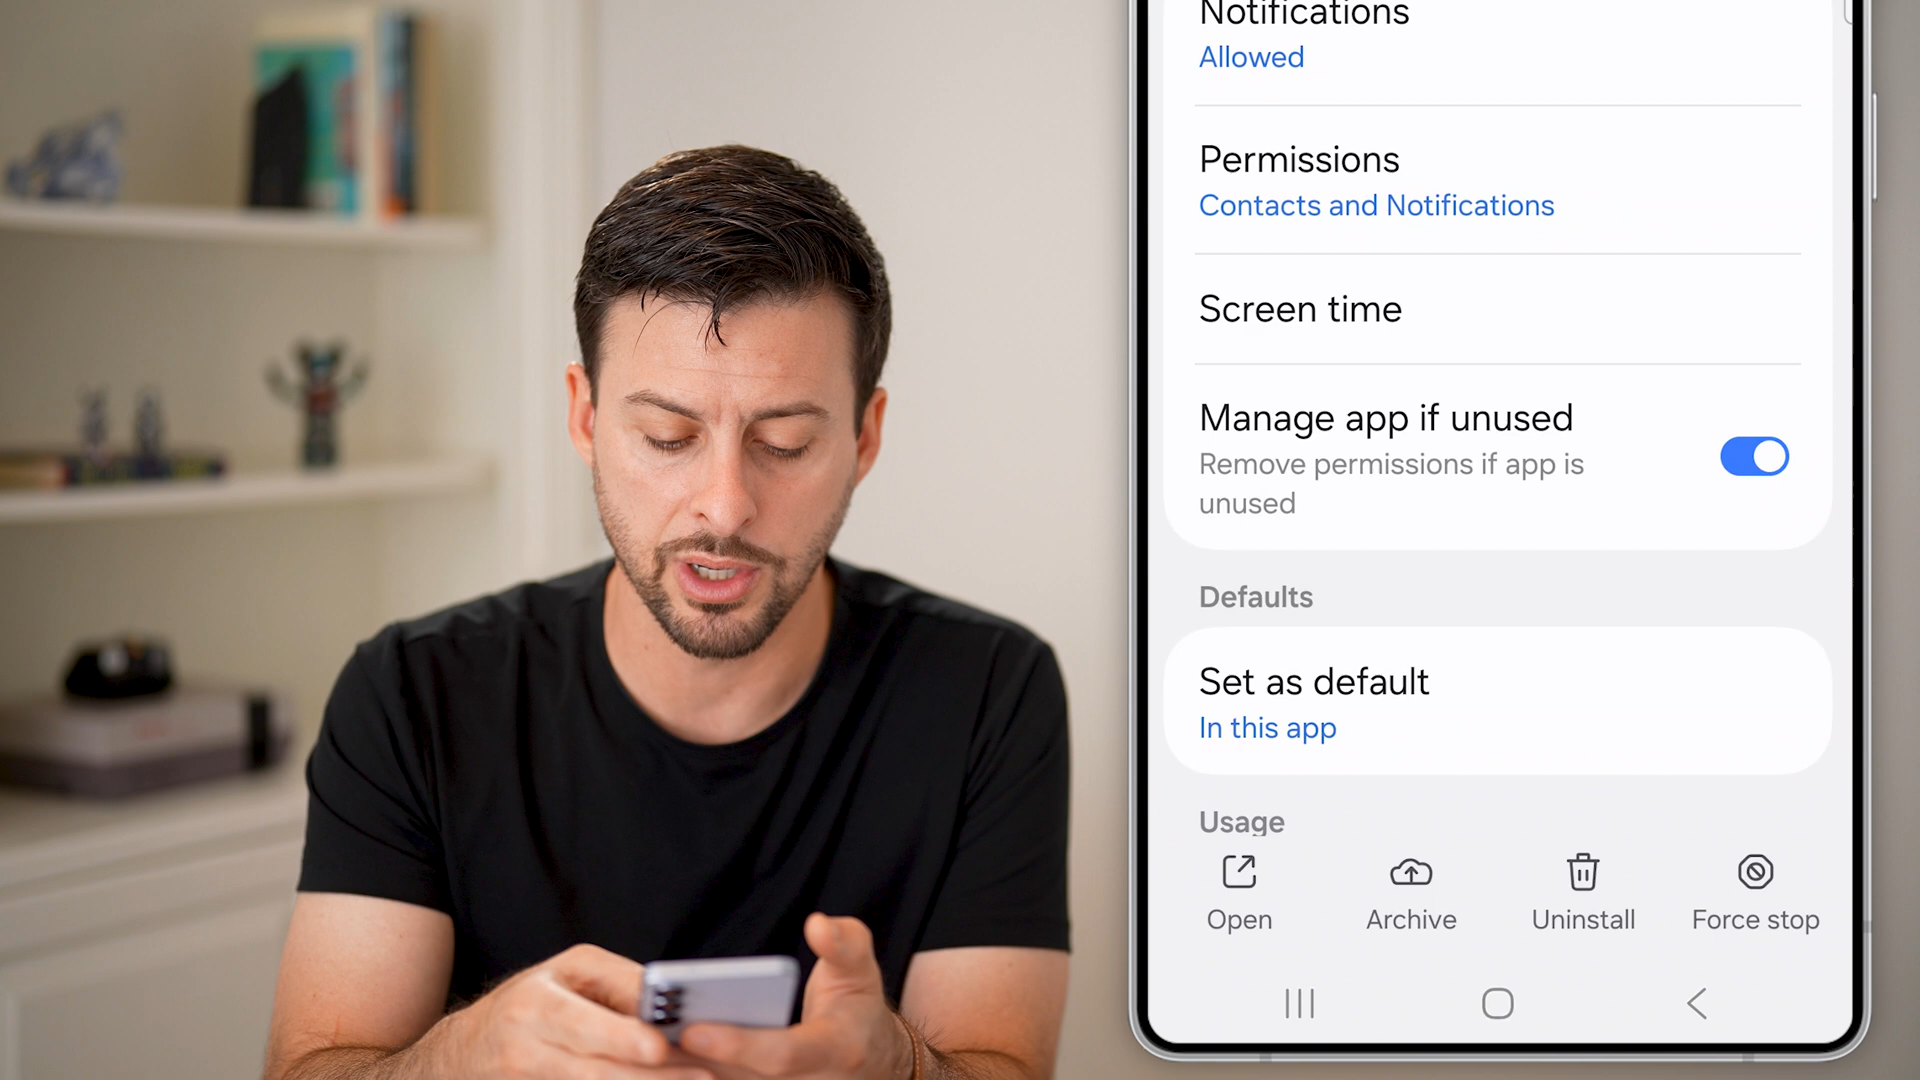 Notifications
Allowed
Permissions
Contacts and Notifications
Screen time
Manage app if unused
Remove permissions if app is
unused
Defaults
Set as default
In this app
Usage
Open
Archive
Uninstall
Force stop